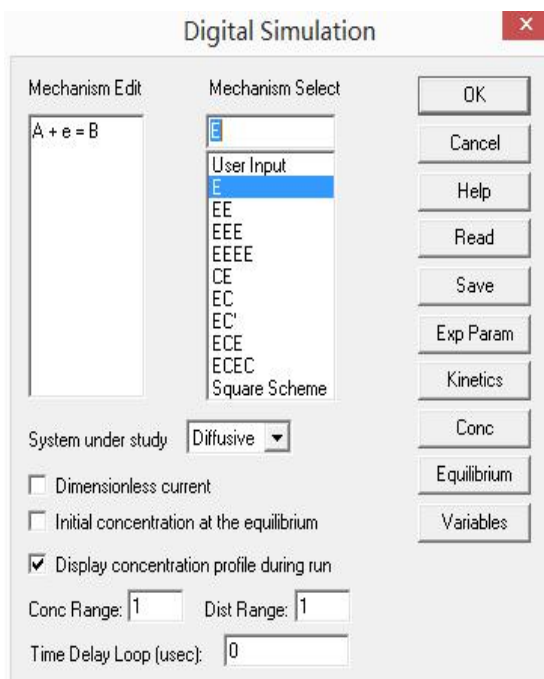 Digital Simulation
x
Mechanism Edit
A + e = B
Mechanism Select
E
User Input
E
EE
EEE
EEEE
CE
EC
EC'
ECE
ECEC
Square Scheme
OK
Cancel
Help
Read
Save
Exp Param
Kinetics
Conc
Equilibrium
Variables
System under study Diffusive
Dimensionless current
Initial concentration at the equilibrium
Display concentration profile during run
Conc Range: 1 Dist Range: 1
Time Delay Loop (usec): 0